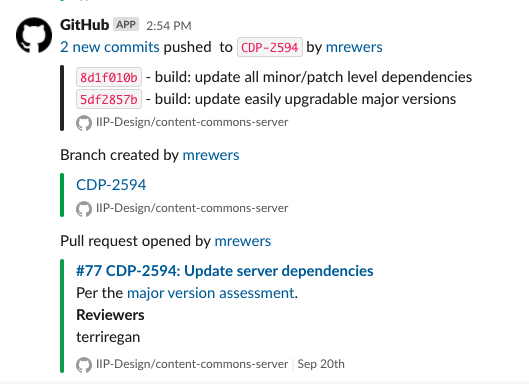 GitHub APP 2:54 PM
2 new commits pushed to CDP-2594 by mrewers
8d1f010b - build: update all minor/patch level dependencies
5df2857b - build: update easily upgradable major versions
IIP-Design/content-commons-server
Branch created by mrewers
CDP-2594
IIP-Design/content-commons-server
Pull request opened by mrewers
#77 CDP-2594: Update server dependencies
Per the major version assessment.
Reviewers
terriregan
IIP-Design/content-commons-server | Sep 20th